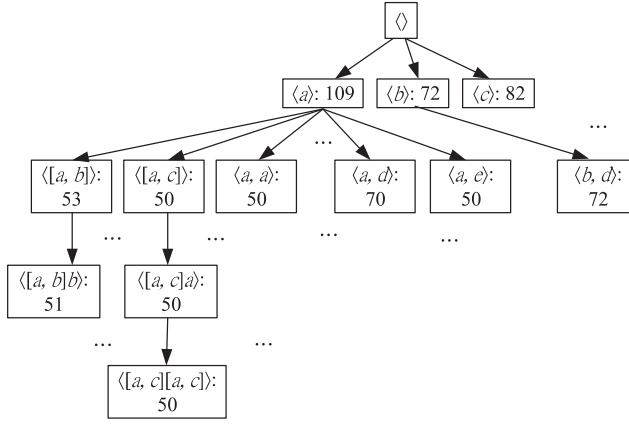 ⟨⟩
⟨a⟩: 109
⟨b⟩: 72
⟨c⟩: 82
...
...
⟨[a, b]⟩:
53
⟨[a, c]⟩:
50
⟨a, a⟩:
50
⟨a, d⟩:
70
⟨a, e⟩:
50
⟨b, d⟩:
72
...
...
...
...
⟨[a, b]b⟩:
51
⟨[a, c]a⟩:
50
...
...
⟨[a, c][a, c]⟩:
50